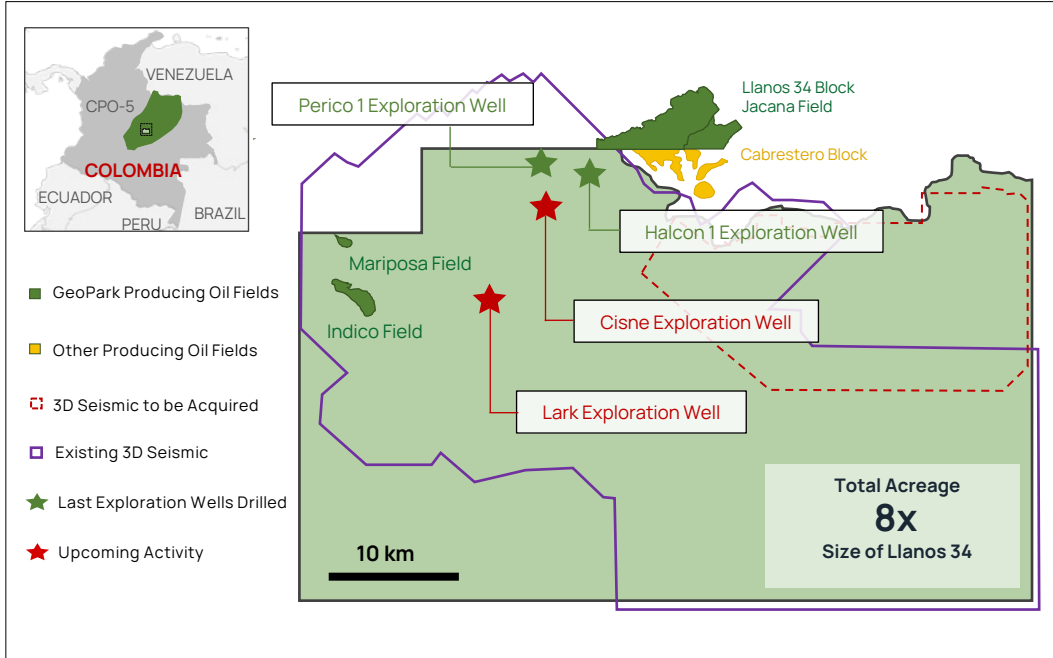 VENEZUELA
CPO-5
COLOMBIA
ECUADOR
PERU
BRAZIL
Perico 1 Exploration Well
Llanos 34 Block
Jacana Field
Cabrestero Block
Halcon 1 Exploration Well
Mariposa Field
Indico Field
Cisne Exploration Well
Lark Exploration Well
GeoPark Producing Oil Fields
Other Producing Oil Fields
3D Seismic to be Acquired
Existing 3D Seismic
Last Exploration Wells Drilled
Upcoming Activity
10 km
Total Acreage
8x
Size of Llanos 34